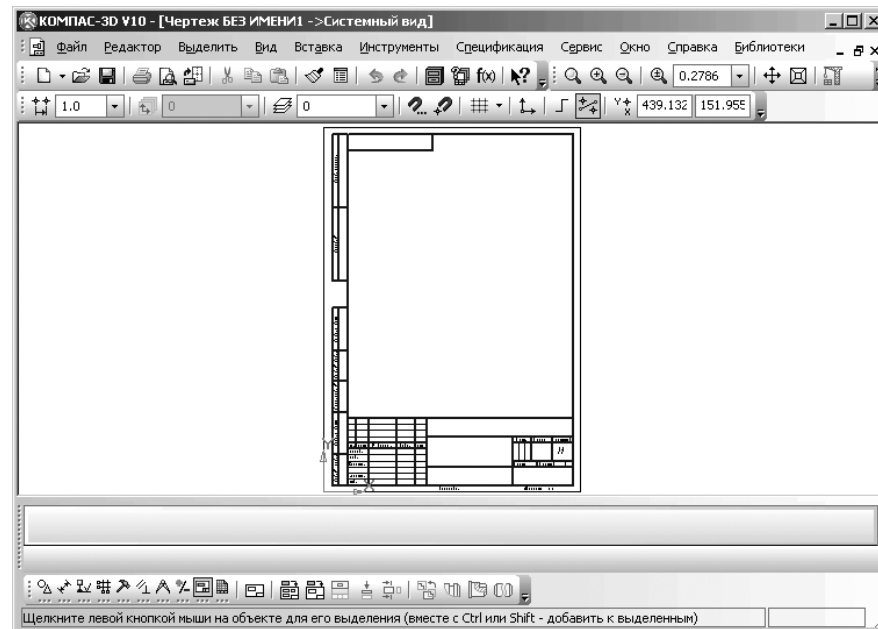 КОМПАС-3D V10 - [Чертеж БЕЗ ИМЕНИ1 ->Системный вид]
Файл Редактор Выделить Вид Вставка Инструменты Спецификация Сервис Окно Справка Библиотеки
f(x) 0.2786
1.0 0 0 439.132 151.955
Y
X
Щелкните левой кнопкой мыши на объекте для его выделения (вместе с Ctrl или Shift - добавить к выделенным)